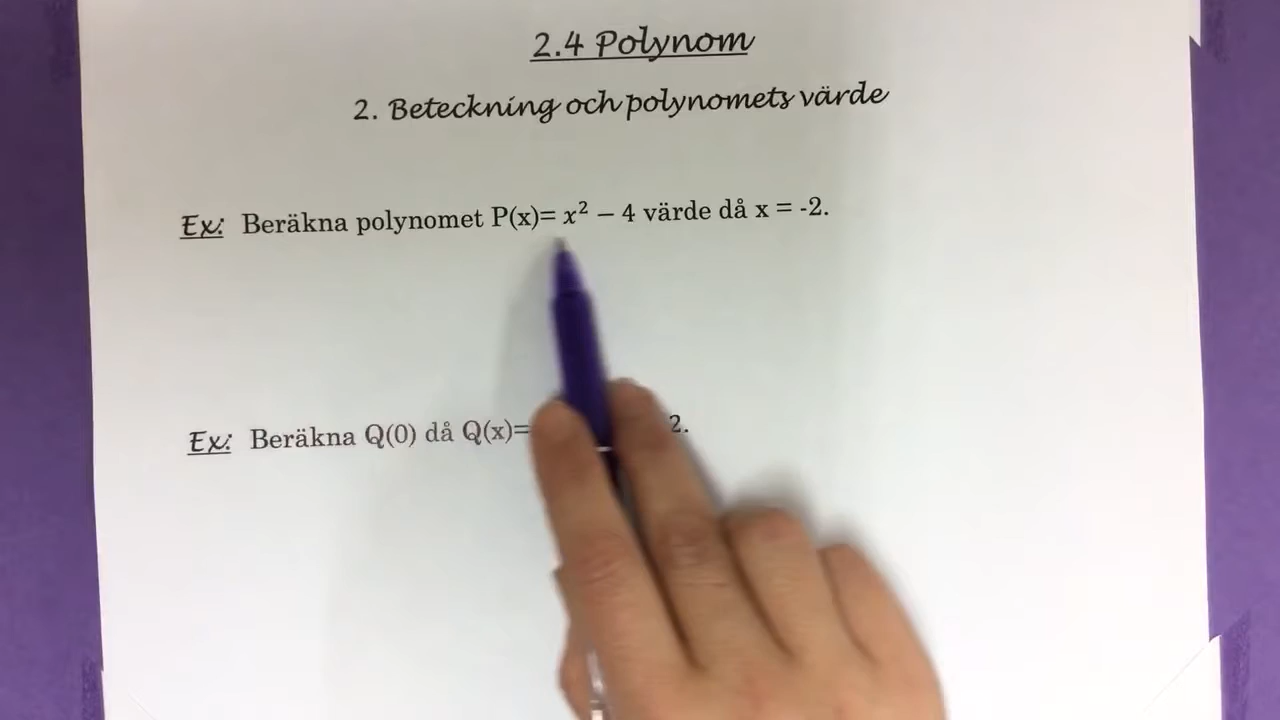 2.4 Polynom
2. Beteckning och polynomets värde
Ex: Beräkna polynomet P(x)= x² – 4 värde då x = -2.
Ex: Beräkna Q(0) då Q(x)= 2.